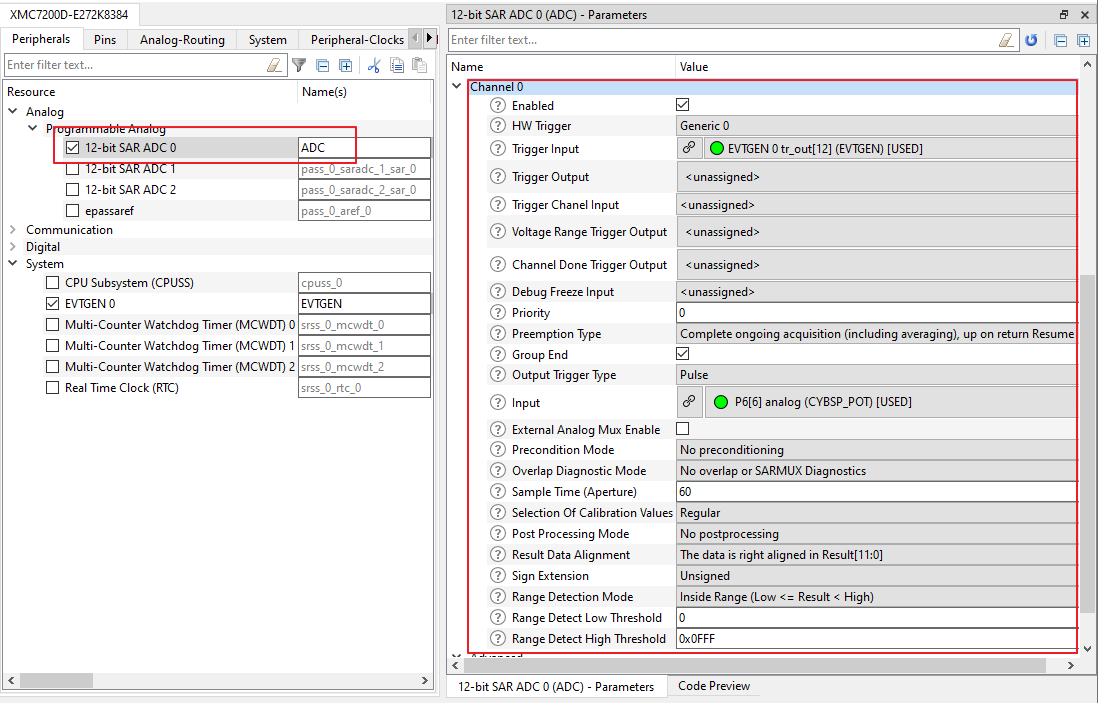 XMC7200D-E272K8384
Peripherals Pins Analog-Routing System Peripheral-Clocks
Enter filter text...
Resource Name(s)
Analog
Programmable Analog
12-bit SAR ADC 0 ADC
12-bit SAR ADC 1 pass_0_saradc_1_sar_0
12-bit SAR ADC 2 pass_0_saradc_2_sar_0
epassaref pass_0_aref_0
Communication
Digital
System
CPU Subsystem (CPUSS) cpuss_0
EVTGEN 0 EVTGEN
Multi-Counter Watchdog Timer (MCWDT) 0 srss_0_mcwdt_0
Multi-Counter Watchdog Timer (MCWDT) 1 srss_0_mcwdt_1
Multi-Counter Watchdog Timer (MCWDT) 2 srss_0_mcwdt_2
Real Time Clock (RTC) srss_0_rtc_0
12-bit SAR ADC 0 (ADC) - Parameters
Enter filter text...
Name Value
Channel 0
Enabled
HW Trigger Generic 0
Trigger Input EVTGEN 0 tr_out[12] (EVTGEN) [USED]
Trigger Output <unassigned>
Trigger Chanel Input <unassigned>
Voltage Range Trigger Output <unassigned>
Channel Done Trigger Output <unassigned>
Debug Freeze Input <unassigned>
Priority 0
Preemption Type Complete ongoing acquisition (including averaging), up on return Resume
Group End
Output Trigger Type Pulse
Input P6[6] analog (CYBSP_POT) [USED]
External Analog Mux Enable
Precondition Mode No preconditioning
Overlap Diagnostic Mode No overlap or SARMUX Diagnostics
Sample Time (Aperture) 60
Selection Of Calibration Values Regular
Post Processing Mode No postprocessing
Result Data Alignment The data is right aligned in Result[11:0]
Sign Extension Unsigned
Range Detection Mode Inside Range (Low <= Result < High)
Range Detect Low Threshold 0
Range Detect High Threshold 0x0FFF
Advanced
12-bit SAR ADC 0 (ADC) - Parameters Code Preview